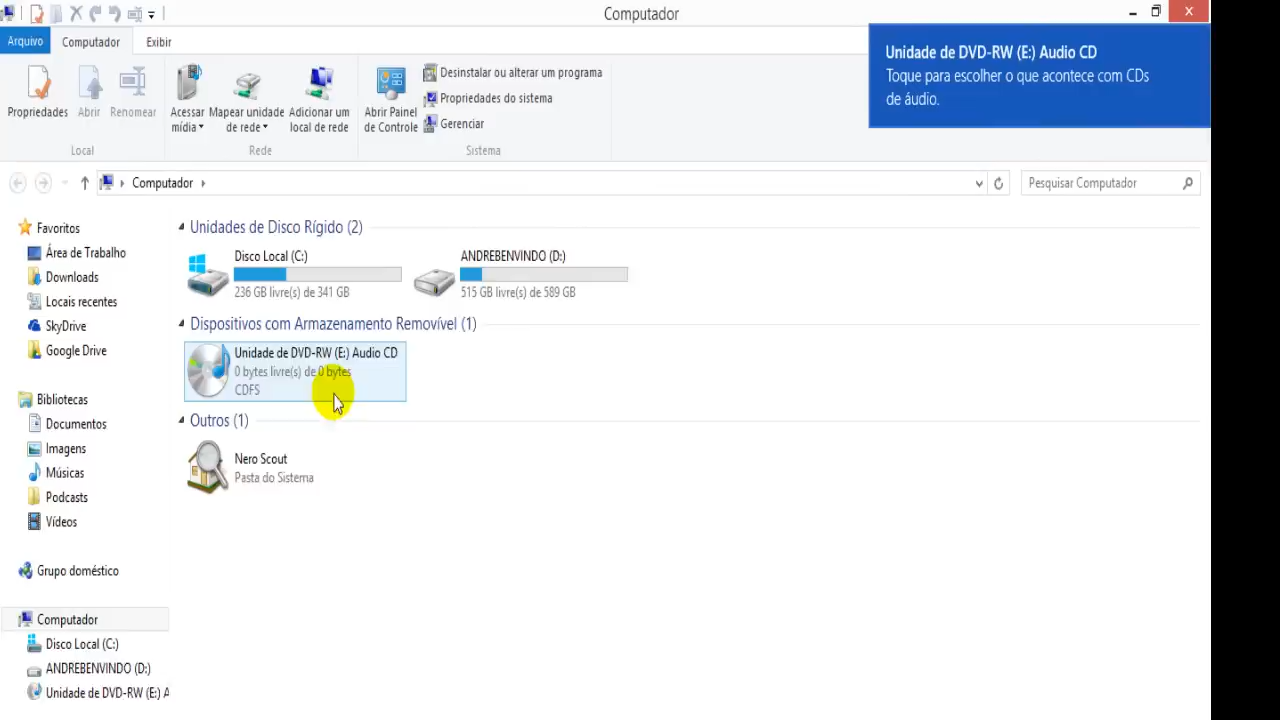 Computador
Arquivo
Computador
Exibir
Unidade de DVD-RW (E:) Audio CD
Toque para escolher o que acontece com CDs
de áudio.
Propriedades
Abrir
Renomear
Acessar
mídia
Mapear unidade
de rede
Adicionar um
local de rede
Abrir Painel
de Controle
Desinstalar ou alterar um programa
Propriedades do sistema
Gerenciar
Local
Rede
Sistema
Computador
Pesquisar Computador
Favoritos
Área de Trabalho
Downloads
Locais recentes
SkyDrive
Google Drive
Bibliotecas
Documentos
Imagens
Músicas
Podcasts
Vídeos
Grupo doméstico
Computador
Disco Local (C:)
ANDREBENVINDO (D:)
Unidade de DVD-RW (E:) A
Unidades de Disco Rígido (2)
Disco Local (C:)
236 GB livre(s) de 341 GB
ANDREBENVINDO (D:)
515 GB livre(s) de 589 GB
Dispositivos com Armazenamento Removível (1)
Unidade de DVD-RW (E:) Audio CD
0 bytes livre(s) de 0 bytes
CDFS
Outros (1)
Nero Scout
Pasta do Sistema